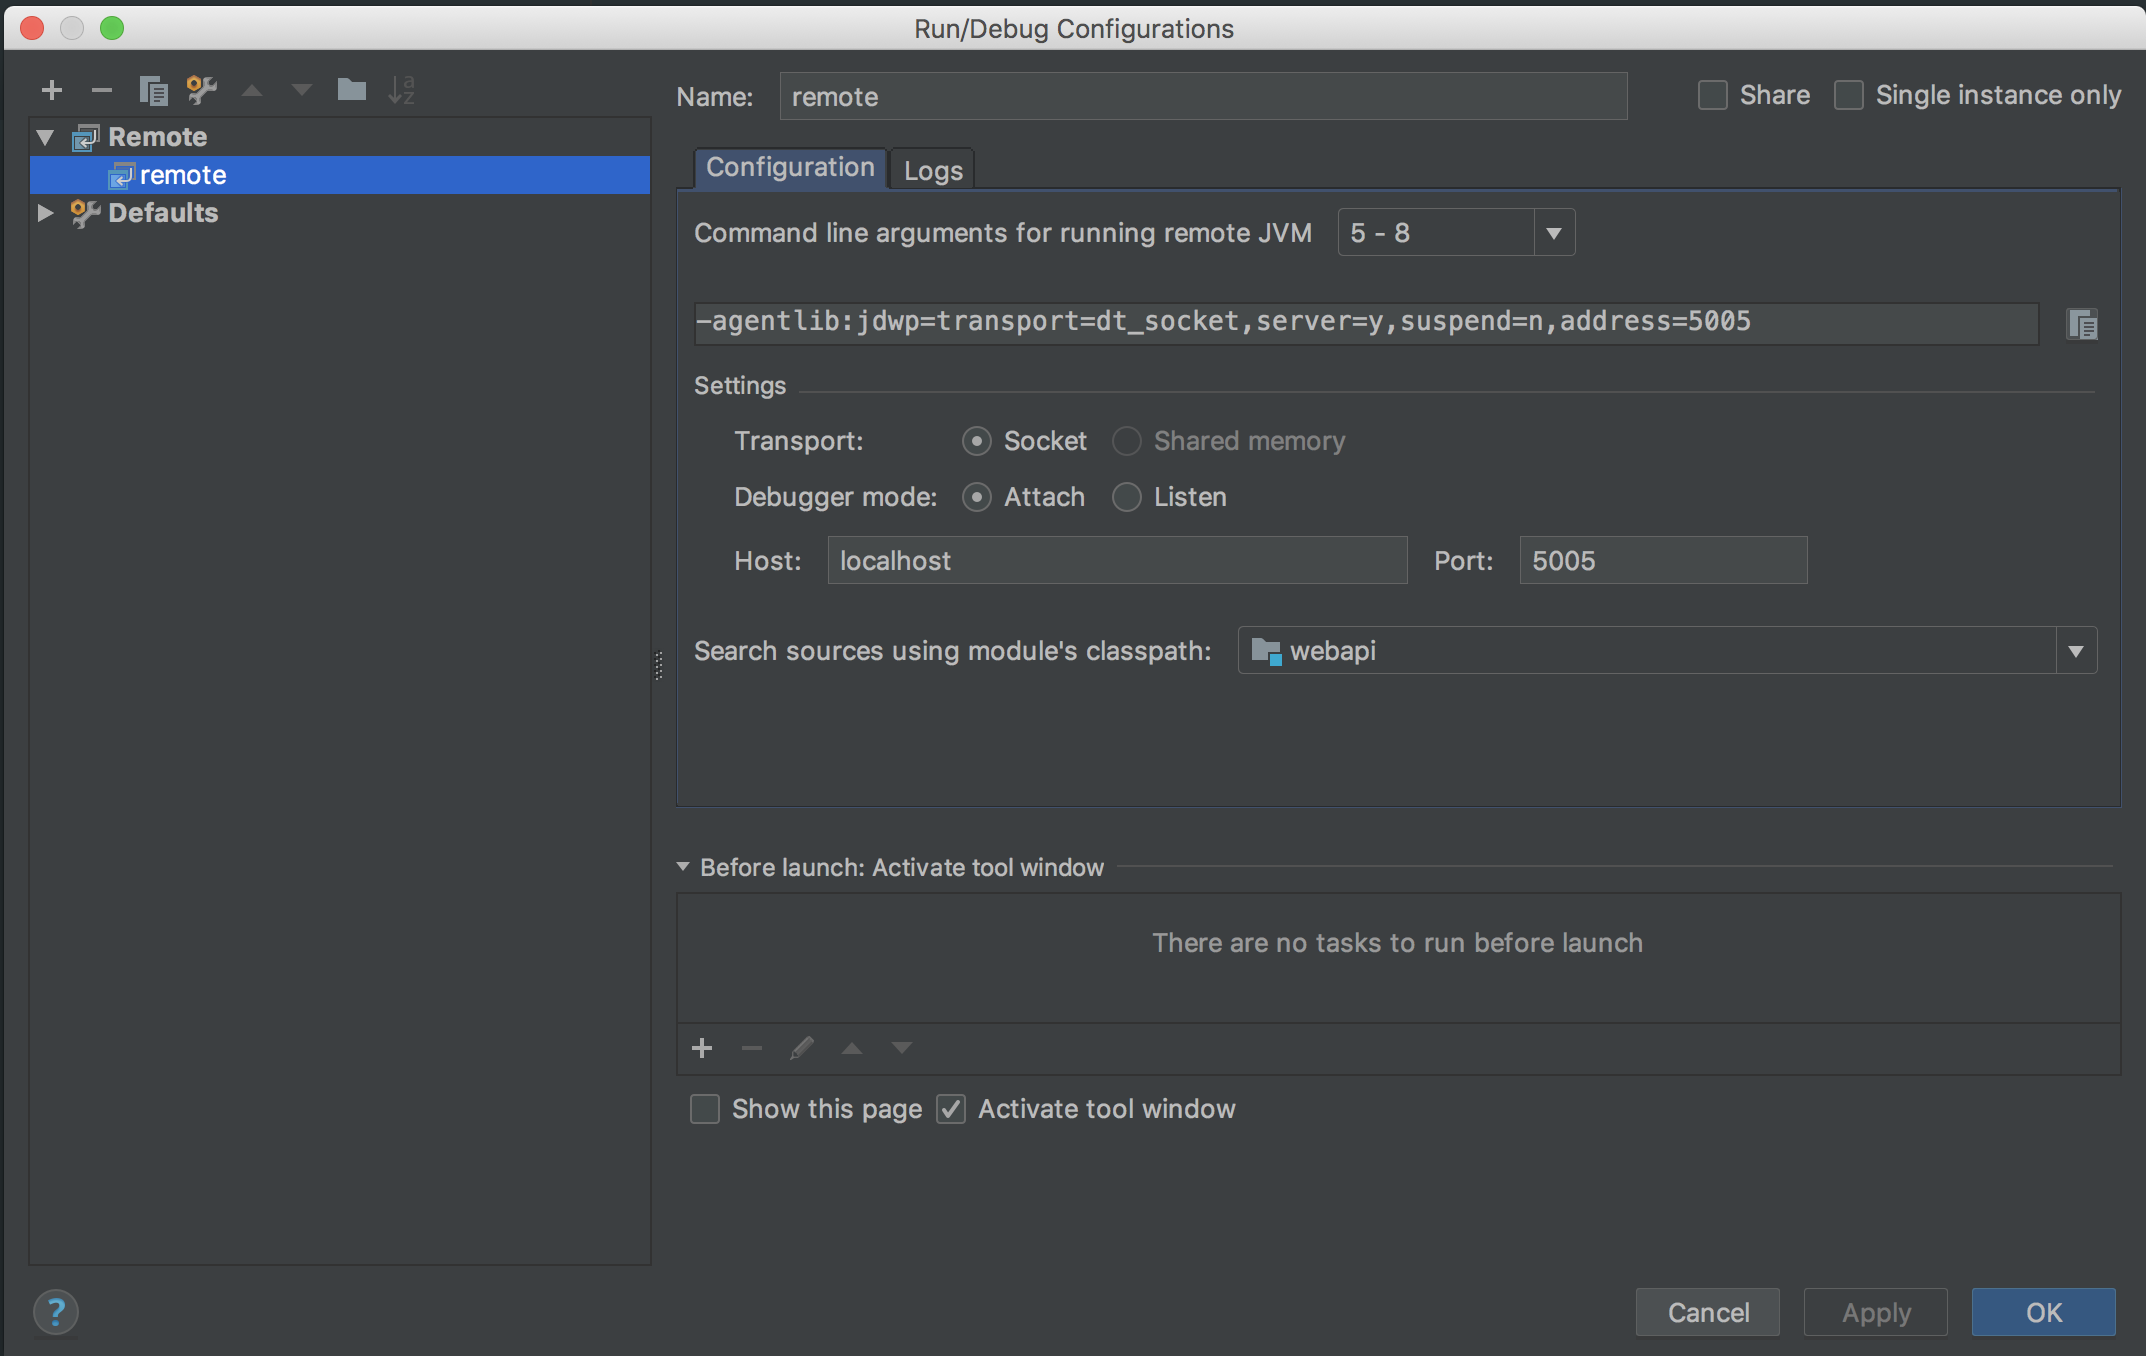 Run/Debug Configurations
Name: remote Share Single instance only
Remote
remote
Defaults
Configuration Logs
Command line arguments for running remote JVM 5 - 8
-agentlib:jdwp=transport=dt_socket,server=y,suspend=n,address=5005
Settings
Transport: Socket Shared memory
Debugger mode: Attach Listen
Host: localhost Port: 5005
Search sources using module's classpath: webapi
Before launch: Activate tool window
There are no tasks to run before launch
Show this page Activate tool window
? Cancel Apply OK